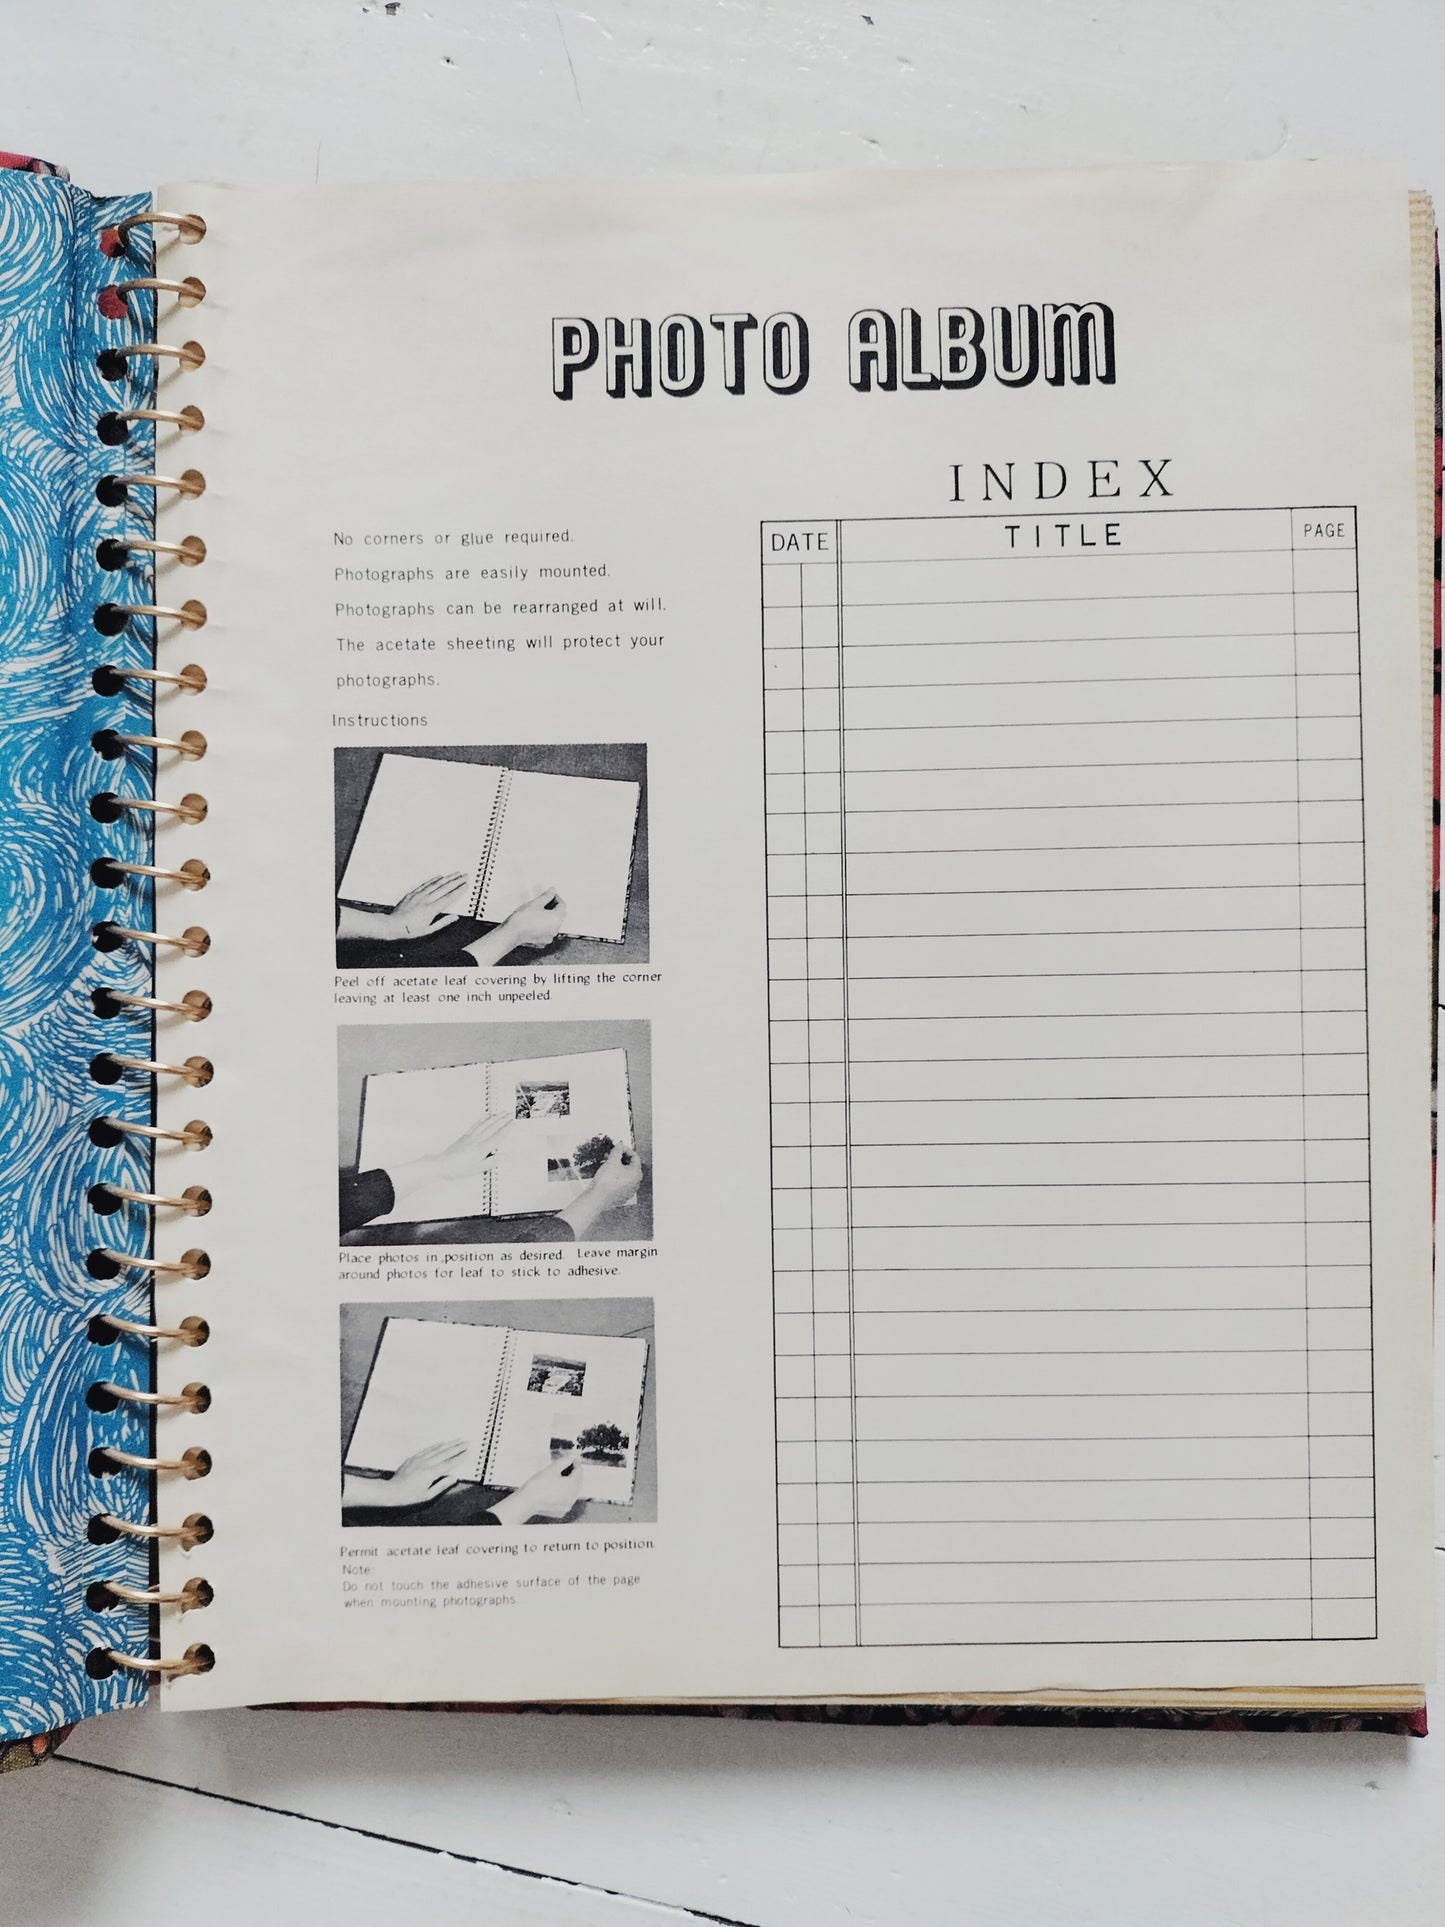 PHOTO ALBUM
No corners or glue required.
Photographs are easily mounted.
Photographs can be rearranged at will.
The acetate sheeting will protect your
photographs.
Instructions
Peel off acetate leaf covering by lifting the corner
leaving at least one inch unpeeled.
Place photos in position as desired. Leave margin
around photos for leaf to stick to adhesive.
Permit acetate leaf covering to return to position.
Note:
Do not touch the adhesive surface of the page
when mounting photographs.
INDEX
DATE TITLE PAGE